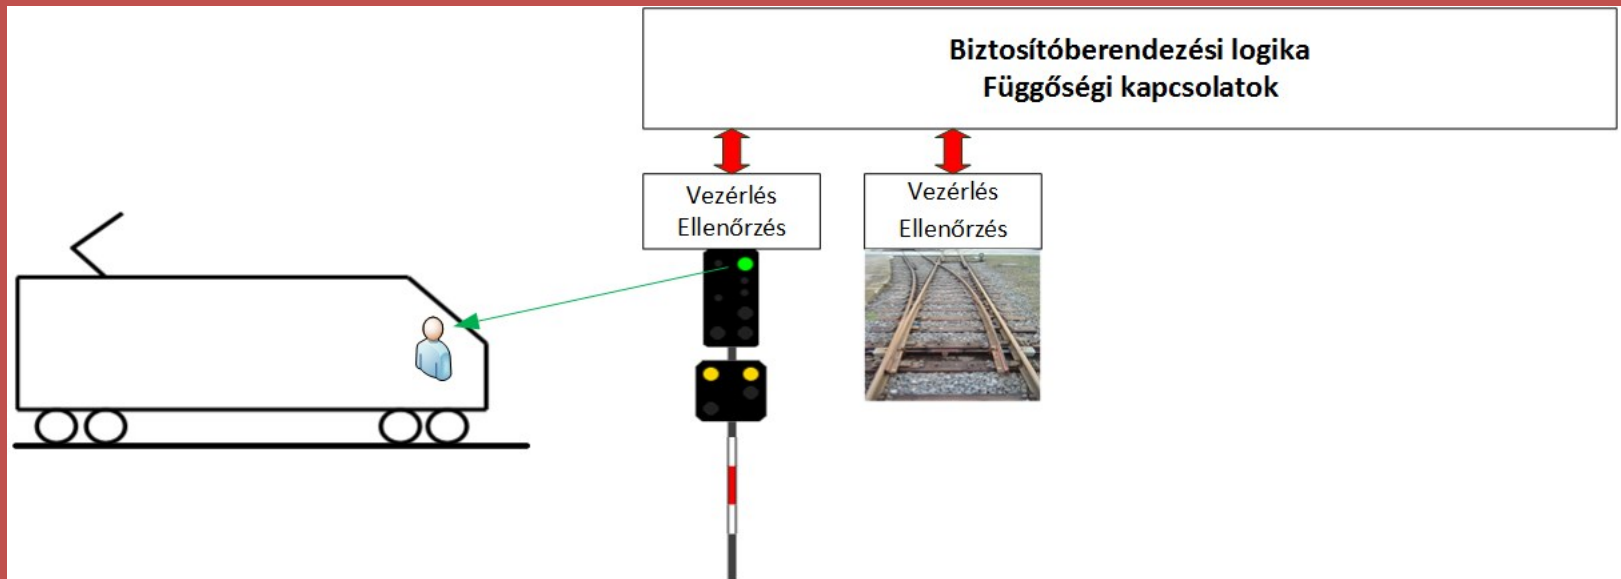 Biztosítóberendezési logika
Függőségi kapcsolatok
Vezérlés
Ellenőrzés
Vezérlés
Ellenőrzés